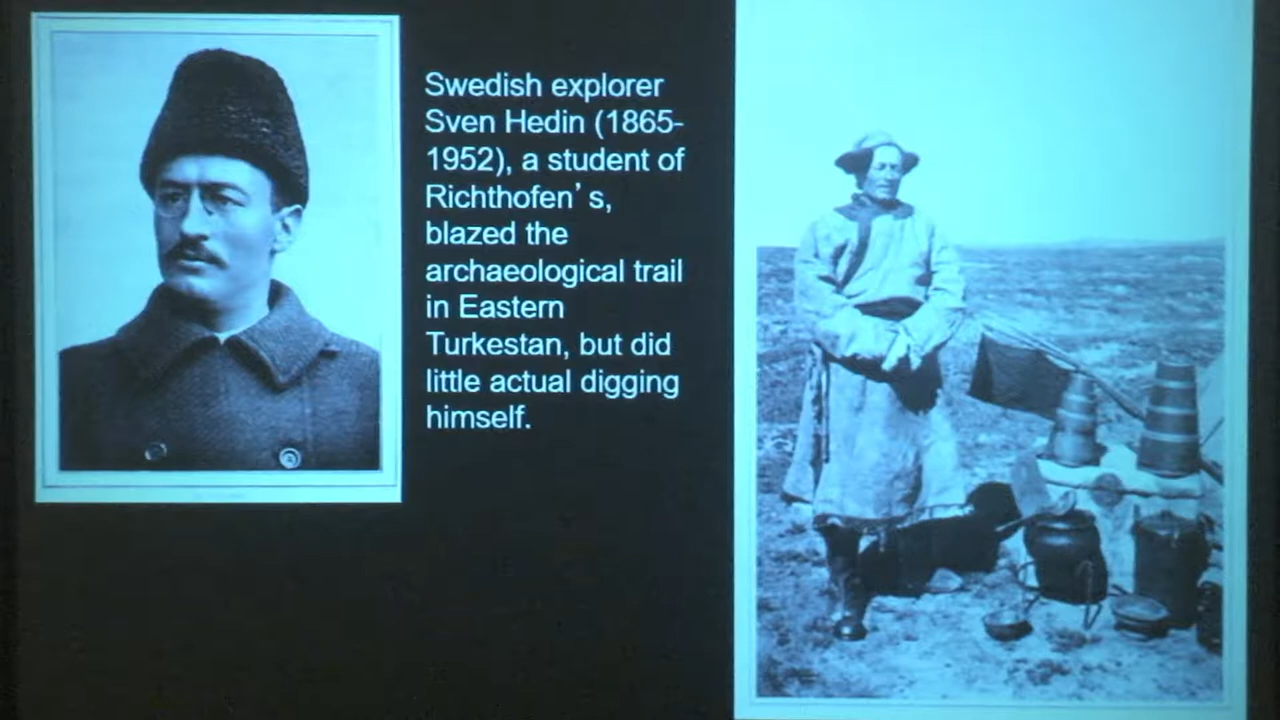 Swedish explorer
Sven Hedin (1865-
1952), a student of
Richthofen’ s,
blazed the
archaeological trail
in Eastern
Turkestan, but did
little actual digging
himself.